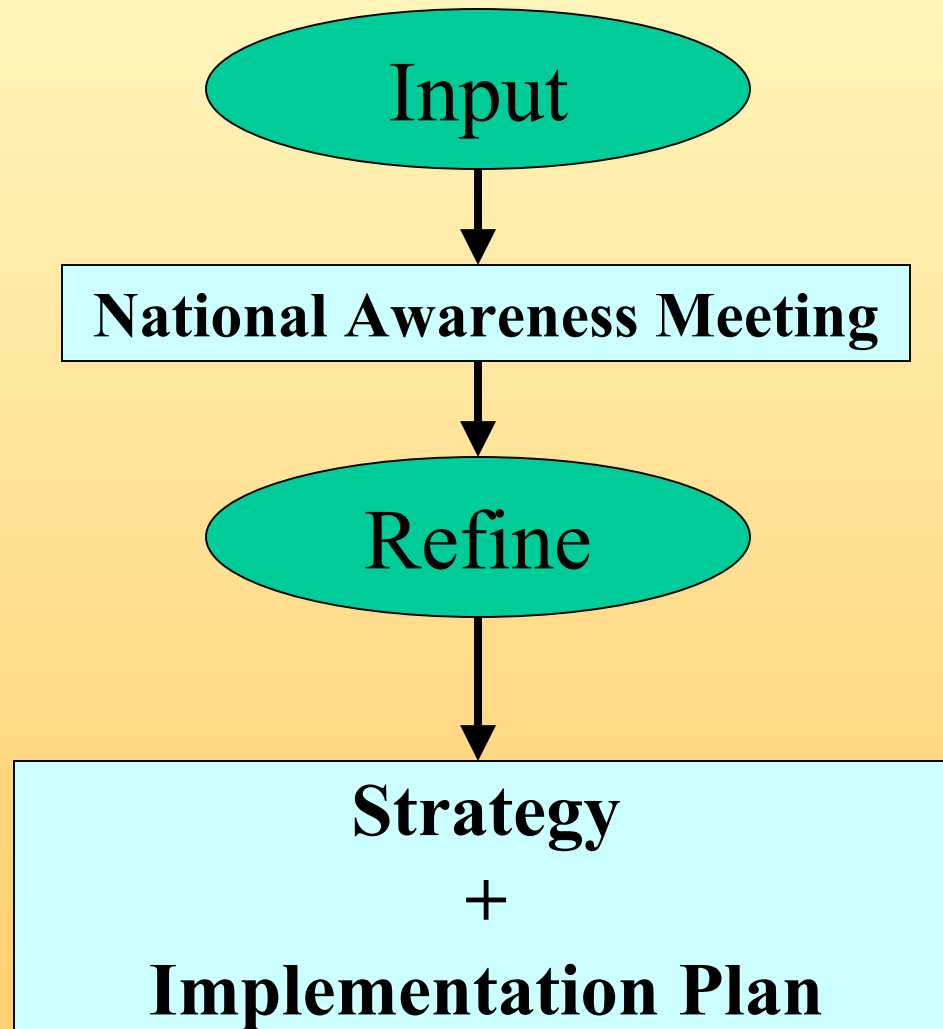 Input
National Awareness Meeting
Refine
Strategy
+
Implementation Plan